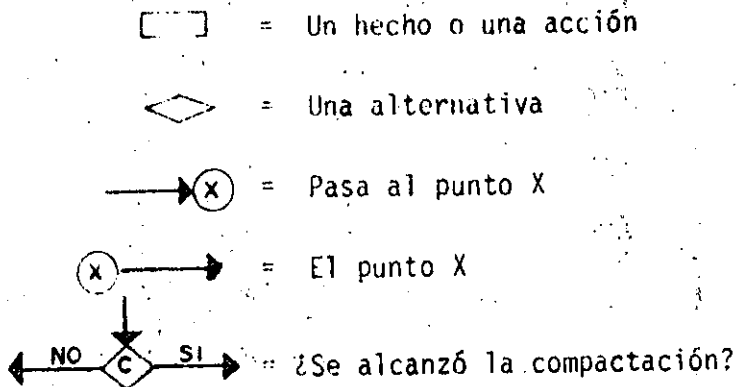 = Un hecho o una acción
= Una alternativa
X = Pasa al punto X
X = El punto X
NO C SI = ¿Se alcanzó la compactación?